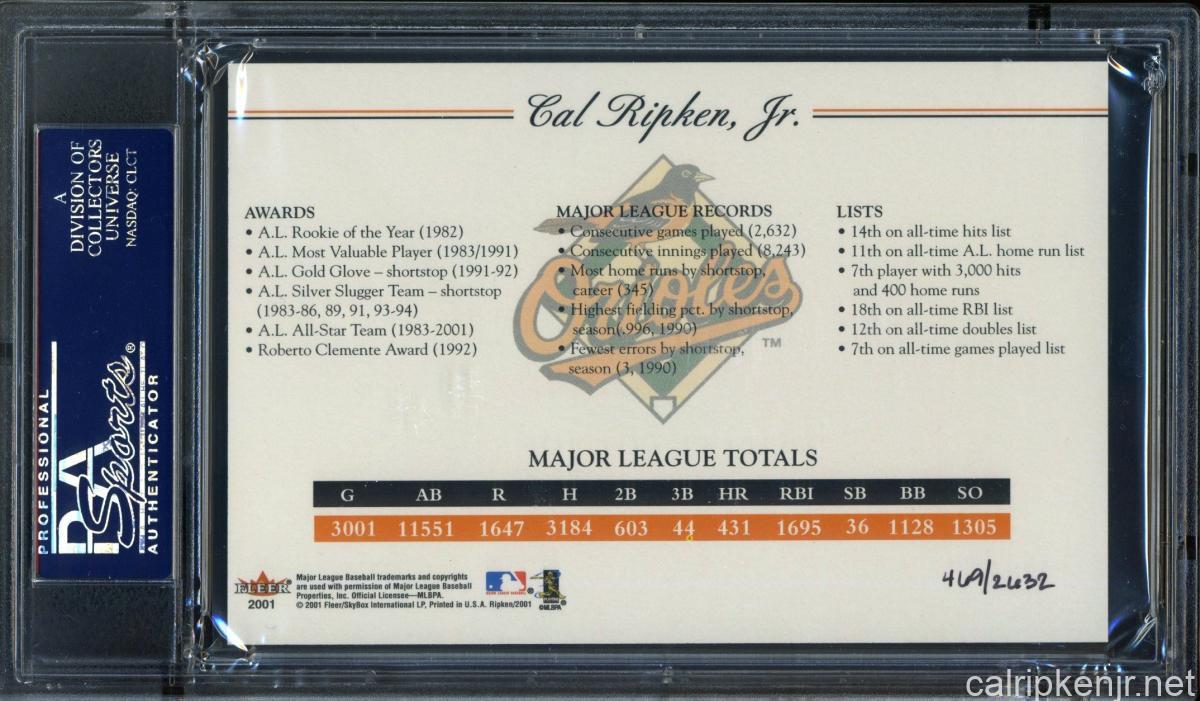 Cal Ripken, Jr.
AWARDS
• A.L. Rookie of the Year (1982)
• A.L. Most Valuable Player (1983/1991)
• A.L. Gold Glove – shortstop (1991-92)
• A.L. Silver Slugger Team – shortstop
(1983-86, 89, 91, 93-94)
• A.L. All-Star Team (1983-2001)
• Roberto Clemente Award (1992)
MAJOR LEAGUE RECORDS
• Consecutive games played (2,632)
• Consecutive innings played (8,243)
• Most home runs by shortstop,
career (345)
• Highest fielding pct. by shortstop,
season(.996, 1990)
• Fewest errors by shortstop,
season (3, 1990)
LISTS
• 14th on all-time hits list
• 11th on all-time A.L. home run list
• 7th player with 3,000 hits
and 400 home runs
• 18th on all-time RBI list
• 12th on all-time doubles list
• 7th on all-time games played list
Orioles
TM
MAJOR LEAGUE TOTALS
G AB R H 2B 3B HR RBI SB BB SO
3001 11551 1647 3184 603 44 431 1695 36 1128 1305
FLEER
2001
Major League Baseball trademarks and copyrights
are used with permission of Major League Baseball
Properties, Inc. Official Licensee—MLBPA.
© 2001 Fleer/SkyBox International LP, Printed in U.S.A. Ripken/2001
©MLBPA
469/2632
A
DIVISION OF
COLLECTORS
UNIVERSE
NASDAQ: CLCT
PROFESSIONAL
PSA
Sports®
AUTHENTICATOR
calripkenjr.net